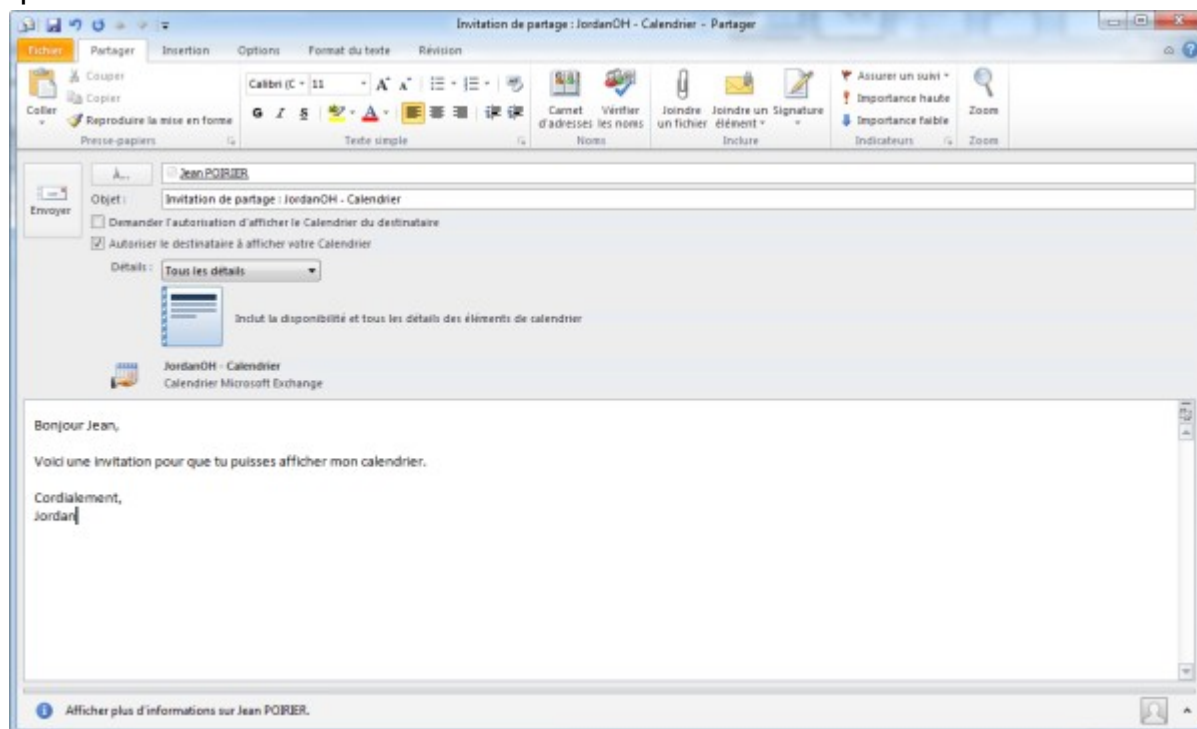 Invitation de partage : JordanOH - Calendrier - Partager
Fichier Partager Insertion Options Format du texte Révision
Coller
Couper
Copier
Reproduire la mise en forme
Presse-papiers
Calibri (C 11
G I S
Texte simple
Carnet d'adresses
Vérifier les noms
Noms
Joindre un fichier
Joindre un élément
Signature
Inclure
Assurer un suivi
Importance haute
Importance faible
Indicateurs
Zoom
Zoom
Envoyer
À... Jean POIRIER
Objet : Invitation de partage : JordanOH - Calendrier
Demander l'autorisation d'afficher le Calendrier du destinataire
Autoriser le destinataire à afficher votre Calendrier
Détails : Tous les détails
Inclut la disponibilité et tous les détails des éléments de calendrier
JordanOH - Calendrier
Calendrier Microsoft Exchange
Bonjour Jean,
Voici une invitation pour que tu puisses afficher mon calendrier.
Cordialement,
Jordan
Afficher plus d'informations sur Jean POIRIER.